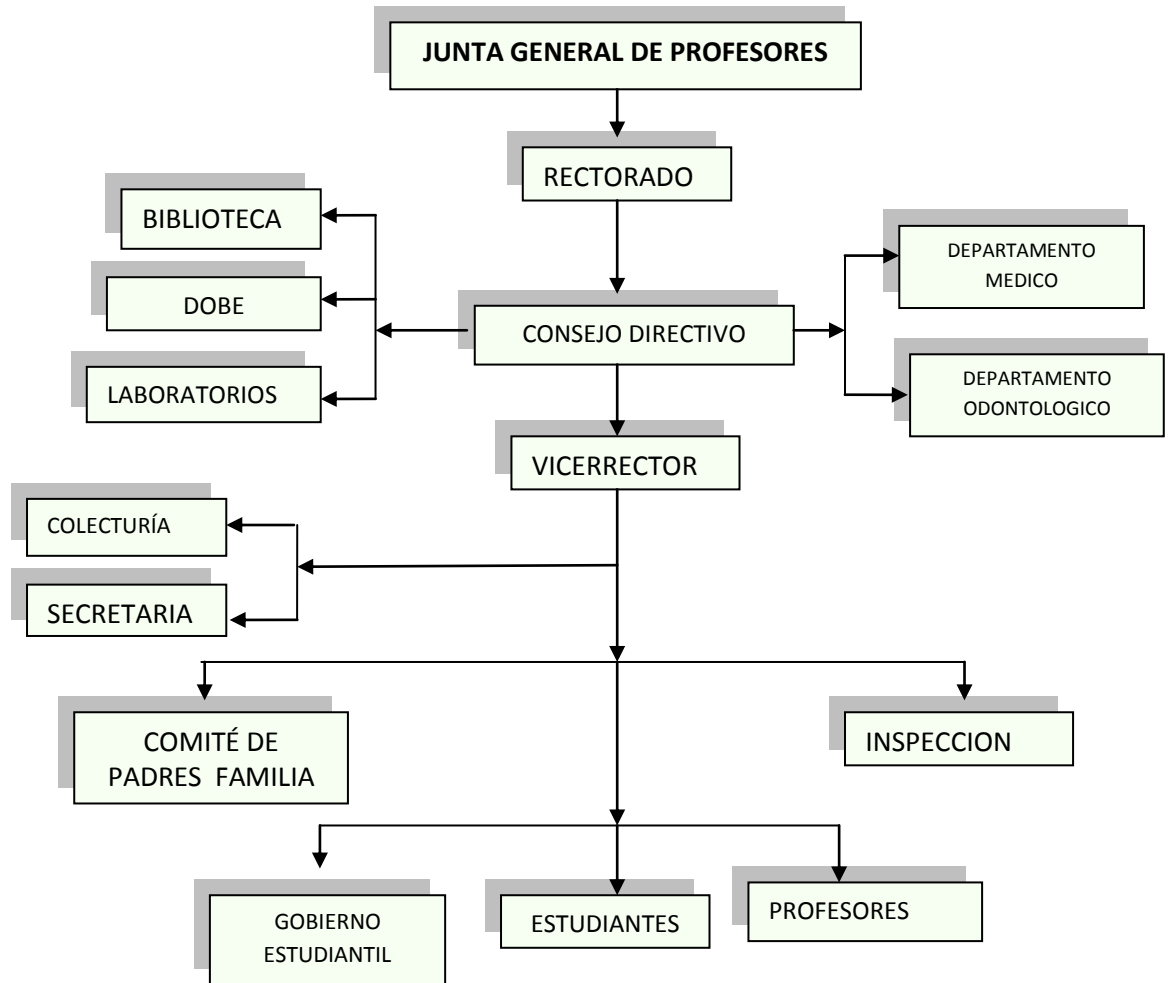 JUNTA GENERAL DE PROFESORES
RECTORADO
BIBLIOTECA
DEPARTAMENTO
MEDICO
DOBE
CONSEJO DIRECTIVO
LABORATORIOS
DEPARTAMENTO
ODONTOLOGICO
VICERRECTOR
COLECTURÍA
SECRETARIA
COMITÉ DE
PADRES FAMILIA
INSPECCION
GOBIERNO
ESTUDIANTIL
ESTUDIANTES
PROFESORES